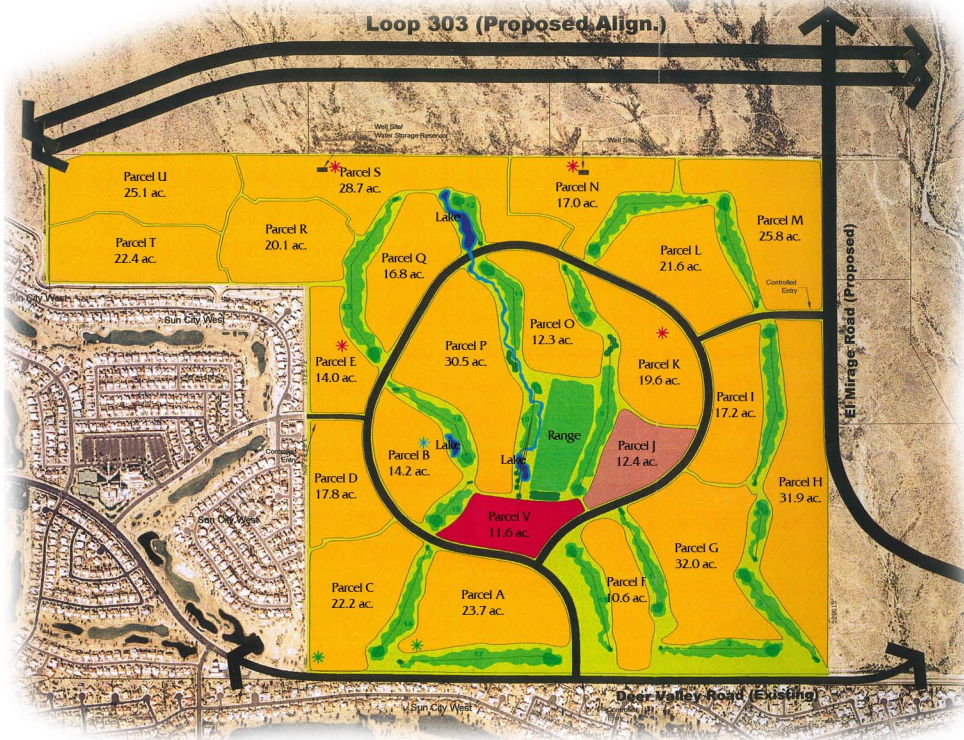 Loop 303 (Proposed Align.)
Well Site/
Water Storage Reservoir
Well Site
Parcel U
25.1 ac.
Parcel S
28.7 ac.
Parcel N
17.0 ac.
Parcel M
25.8 ac.
Parcel T
22.4 ac.
Parcel R
20.1 ac.
Lake
12
Parcel Q
16.8 ac.
Parcel L
21.6 ac.
Controlled
Entry
El Mirage Road (Proposed)
Sun City West
Sun City West
Parcel O
12.3 ac.
Parcel P
30.5 ac.
Parcel E
14.0 ac.
Parcel K
19.6 ac.
Parcel I
17.2 ac.
Range
Lake
Lake
Parcel B
14.2 ac.
Parcel J
12.4 ac.
Controlled
Entry
Parcel D
17.8 ac.
Parcel H
31.9 ac.
Sun City West
Parcel V
11.6 ac.
Parcel G
32.0 ac.
Parcel C
22.2 ac.
Parcel A
23.7 ac.
Parcel F
10.6 ac.
16
17
Deer Valley Road (Existing)
Sun City West